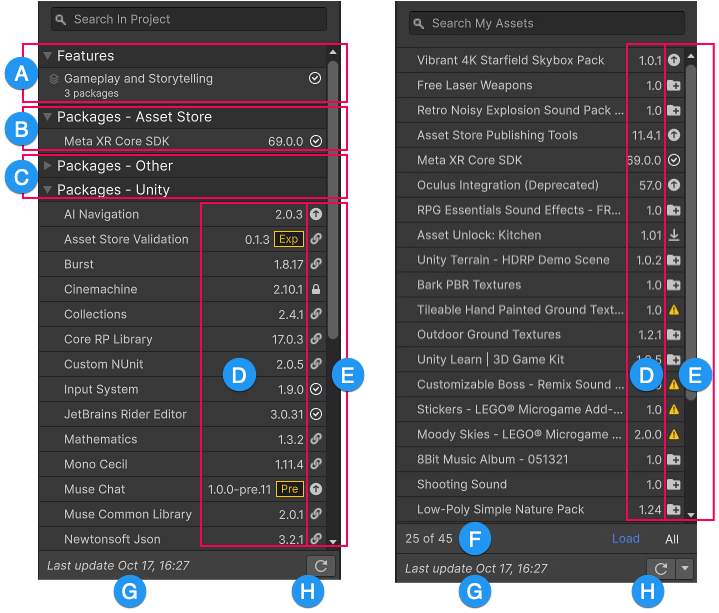 Search In Project
Features
Gameplay and Storytelling
3 packages
A
Packages - Asset Store
B
Meta XR Core SDK 69.0.0
Packages - Other
C
Packages - Unity
AI Navigation 2.0.3
Asset Store Validation 0.1.3 Exp
Burst 1.8.17
Cinemachine 2.10.1
Collections 2.4.1
Core RP Library 17.0.3
Custom NUnit 2.0.5
D
E
Input System 1.9.0
JetBrains Rider Editor 3.0.31
Mathematics 1.3.2
Mono Cecil 1.11.4
Muse Chat 1.0.0-pre.11 Pre
Muse Common Library 2.0.1
Newtonsoft Json 3.2.1
Last update Oct 17, 16:27
G
H
Search My Assets
Vibrant 4K Starfield Skybox Pack 1.0.1
Free Laser Weapons 1.0
Retro Noisy Explosion Sound Pack ... 1.0
Asset Store Publishing Tools 11.4.1
Meta XR Core SDK 69.0.0
Oculus Integration (Deprecated) 57.0
RPG Essentials Sound Effects - FR... 1.0
Asset Unlock: Kitchen 1.01
Unity Terrain - HDRP Demo Scene 1.0.2
Bark PBR Textures 1.0
Tileable Hand Painted Ground Text... 1.0
Outdoor Ground Textures 1.2.1
Unity Learn | 3D Game Kit
D
E
Customizable Boss - Remix Sound ...
Stickers - LEGO® Microgame Add-... 1.0
Moody Skies - LEGO® Microgame ... 2.0.0
8Bit Music Album - 051321 1.0
Shooting Sound 1.0
Low-Poly Simple Nature Pack 1.24
25 of 45 F Load All
Last update Oct 17, 16:27
G
H